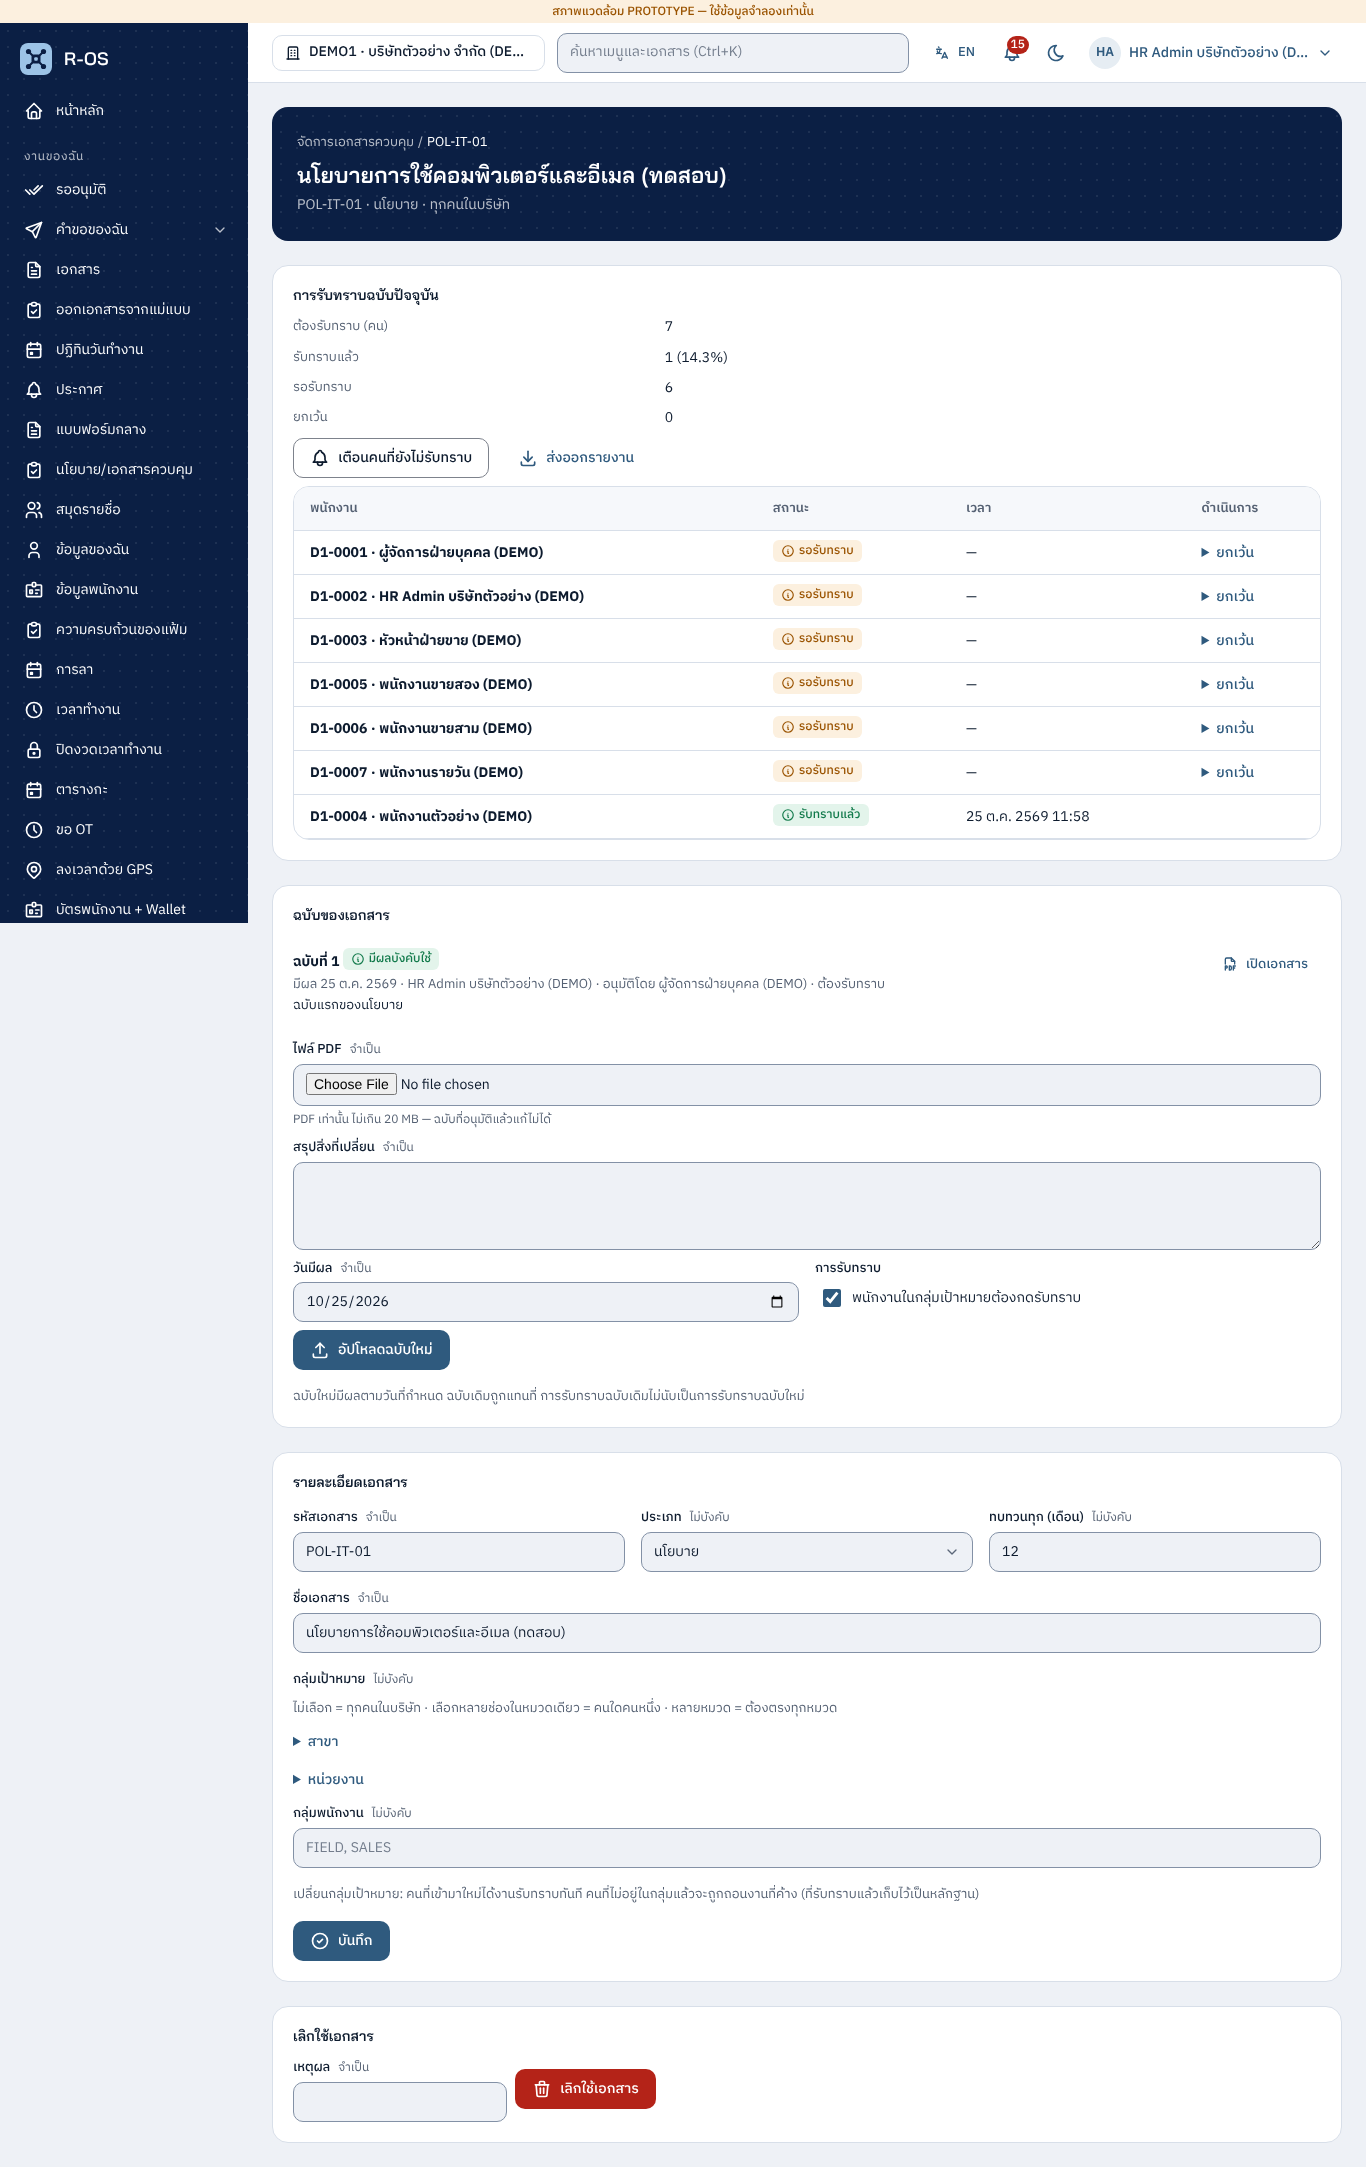 สภาพแวดล้อม PROTOTYPE — ใช้ข้อมูลจำลองเท่านั้น
R-OS
DEMO1 · บริษัทตัวอย่าง จำกัด (DE...
ค้นหาเมนูและเอกสาร (Ctrl+K)
EN
15
HA
HR Admin บริษัทตัวอย่าง (D...
หน้าหลัก
งานของฉัน
รออนุมัติ
คำขอของฉัน
เอกสาร
ออกเอกสารจากแม่แบบ
ปฏิทินวันทำงาน
ประกาศ
แบบฟอร์มกลาง
นโยบาย/เอกสารควบคุม
สมุดรายชื่อ
ข้อมูลของฉัน
ข้อมูลพนักงาน
ความครบถ้วนของแฟ้ม
การลา
เวลาทำงาน
ปิดงวดเวลาทำงาน
ตารางกะ
ขอ OT
ลงเวลาด้วย GPS
บัตรพนักงาน + Wallet
จัดการเอกสารควบคุม / POL-IT-01
นโยบายการใช้คอมพิวเตอร์และอีเมล (ทดสอบ)
POL-IT-01 · นโยบาย · ทุกคนในบริษัท
การรับทราบฉบับปัจจุบัน
ต้องรับทราบ (คน) 7
รับทราบแล้ว 1 (14.3%)
รอรับทราบ 6
ยกเว้น 0
เตือนคนที่ยังไม่รับทราบ ส่งออกรายงาน
พนักงาน สถานะ เวลา ดำเนินการ
D1-0001 · ผู้จัดการฝ่ายบุคคล (DEMO) รอรับทราบ — ▶ ยกเว้น
D1-0002 · HR Admin บริษัทตัวอย่าง (DEMO) รอรับทราบ — ▶ ยกเว้น
D1-0003 · หัวหน้าฝ่ายขาย (DEMO) รอรับทราบ — ▶ ยกเว้น
D1-0005 · พนักงานขายสอง (DEMO) รอรับทราบ — ▶ ยกเว้น
D1-0006 · พนักงานขายสาม (DEMO) รอรับทราบ — ▶ ยกเว้น
D1-0007 · พนักงานรายวัน (DEMO) รอรับทราบ — ▶ ยกเว้น
D1-0004 · พนักงานตัวอย่าง (DEMO) รับทราบแล้ว 25 ต.ค. 2569 11:58
ฉบับของเอกสาร
ฉบับที่ 1 มีผลบังคับใช้
เปิดเอกสาร
มีผล 25 ต.ค. 2569 · HR Admin บริษัทตัวอย่าง (DEMO) · อนุมัติโดย ผู้จัดการฝ่ายบุคคล (DEMO) · ต้องรับทราบ
ฉบับแรกของนโยบาย
ไฟล์ PDF จำเป็น
Choose File No file chosen
PDF เท่านั้น ไม่เกิน 20 MB — ฉบับที่อนุมัติแล้วแก้ไม่ได้
สรุปสิ่งที่เปลี่ยน จำเป็น
วันมีผล จำเป็น การรับทราบ
10/25/2026 พนักงานในกลุ่มเป้าหมายต้องกดรับทราบ
อัปโหลดฉบับใหม่
ฉบับใหม่มีผลตามวันที่กำหนด ฉบับเดิมถูกแทนที่ การรับทราบฉบับเดิมไม่นับเป็นการรับทราบฉบับใหม่
รายละเอียดเอกสาร
รหัสเอกสาร จำเป็น ประเภท ไม่บังคับ ทบทวนทุก (เดือน) ไม่บังคับ
POL-IT-01 นโยบาย 12
ชื่อเอกสาร จำเป็น
นโยบายการใช้คอมพิวเตอร์และอีเมล (ทดสอบ)
กลุ่มเป้าหมาย ไม่บังคับ
ไม่เลือก = ทุกคนในบริษัท · เลือกหลายช่องในหมวดเดียว = คนใดคนหนึ่ง · หลายหมวด = ต้องตรงทุกหมวด
▶ สาขา
▶ หน่วยงาน
กลุ่มพนักงาน ไม่บังคับ
FIELD, SALES
เปลี่ยนกลุ่มเป้าหมาย: คนที่เข้ามาใหม่ได้งานรับทราบทันที คนที่ไม่อยู่ในกลุ่มแล้วจะถูกถอนงานที่ค้าง (ที่รับทราบแล้วเก็บไว้เป็นหลักฐาน)
บันทึก
เลิกใช้เอกสาร
เหตุผล จำเป็น
เลิกใช้เอกสาร